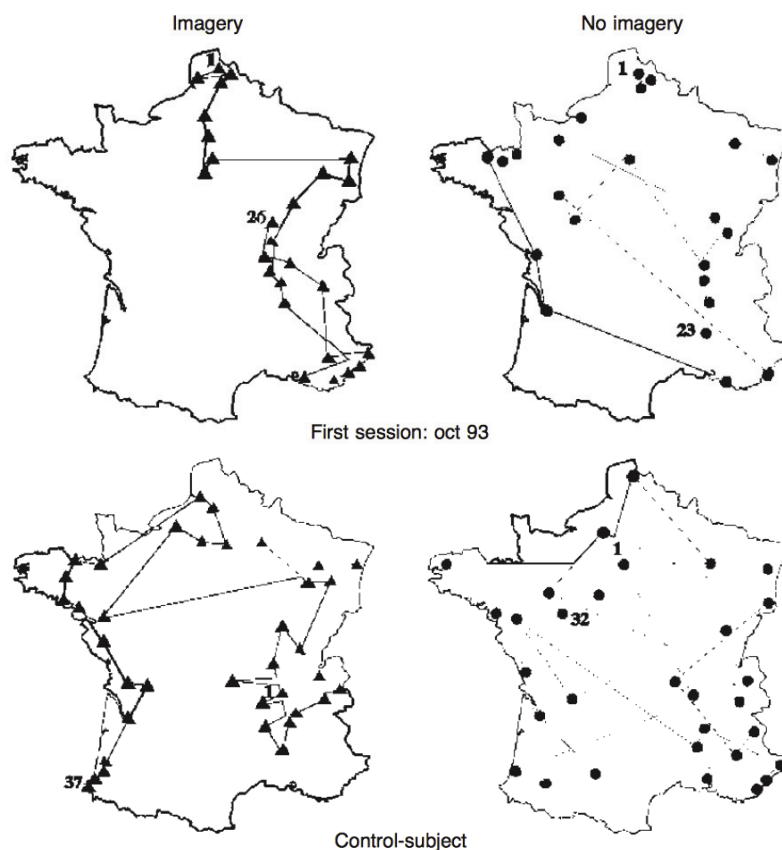 Imagery No imagery
1 1
26
23
First session: oct 93
1
1
32
37
Control-subject